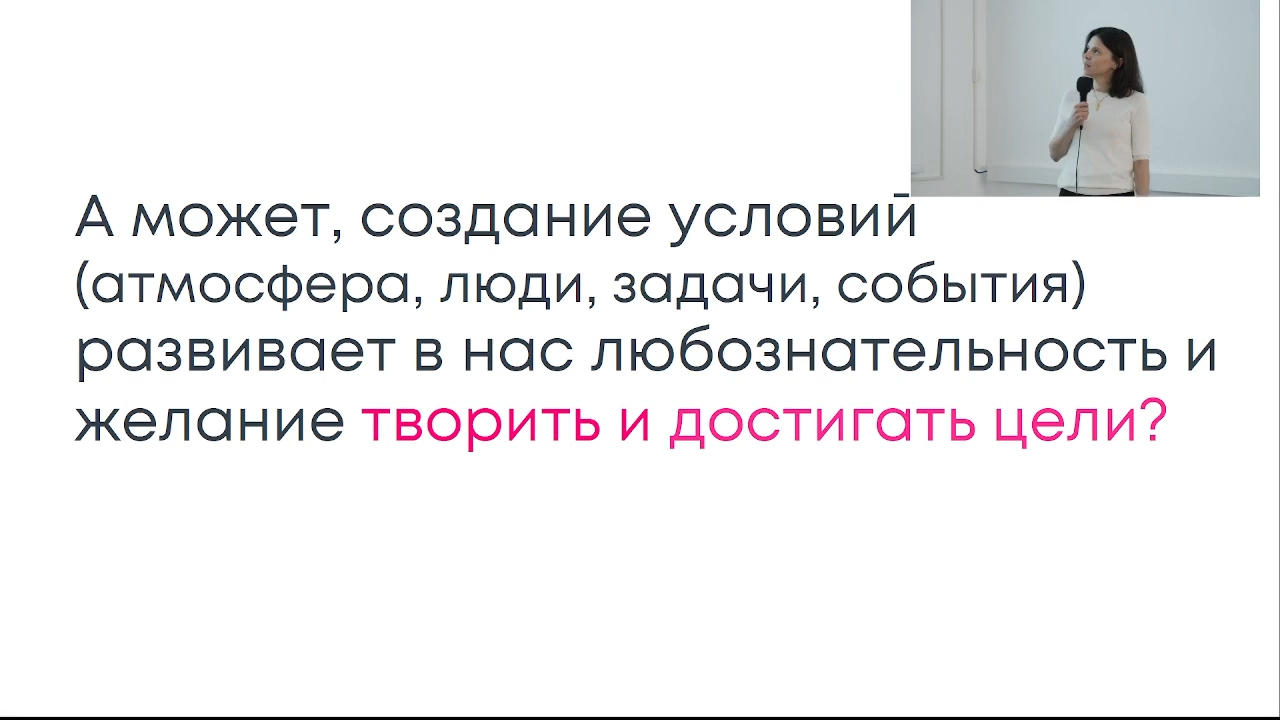 А может, создание условий
(атмосфера, люди, задачи, события)
развивает в нас любознательность и
желание творить и достигать цели?